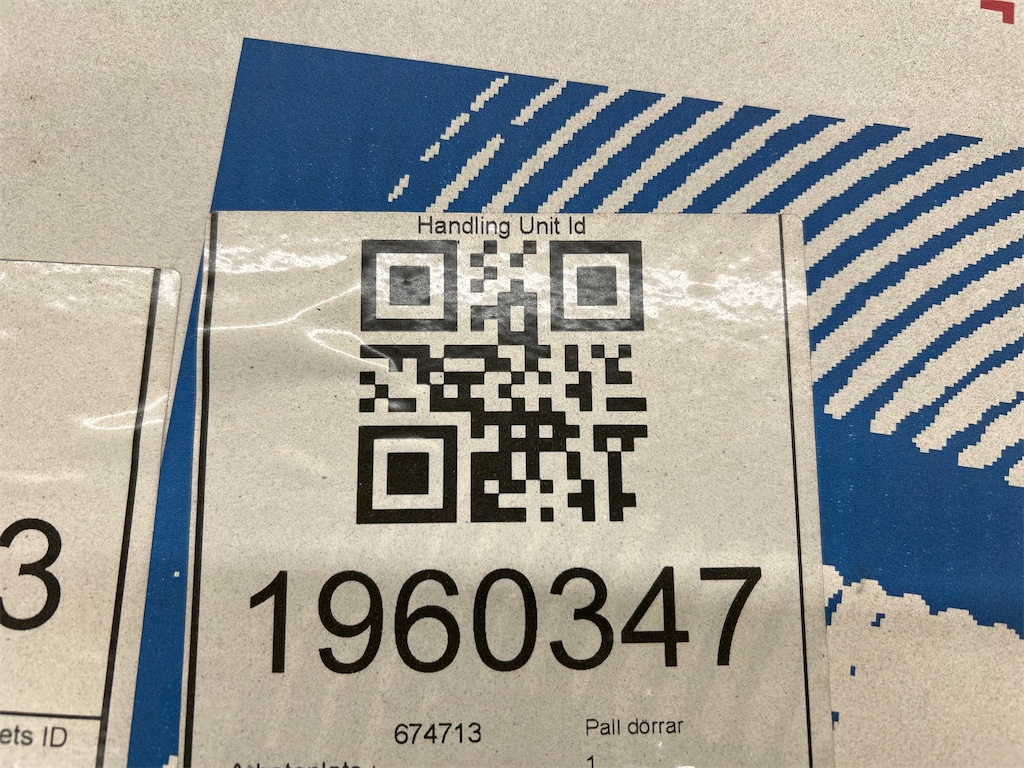 Handling Unit Id
1960347
674713
Pall dörrar
1
3
ets ID